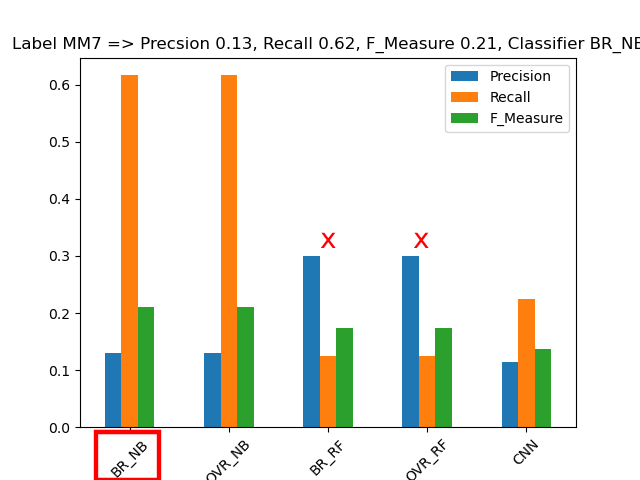 Label MM7 => Precsion 0.13, Recall 0.62, F_Measure 0.21, Classifier BR_NB
Precision
Recall
F_Measure
0.6
0.5
0.4
0.3
0.2
0.1
0.0
x x
BR_NB OVR_NB BR_RF OVR_RF CNN